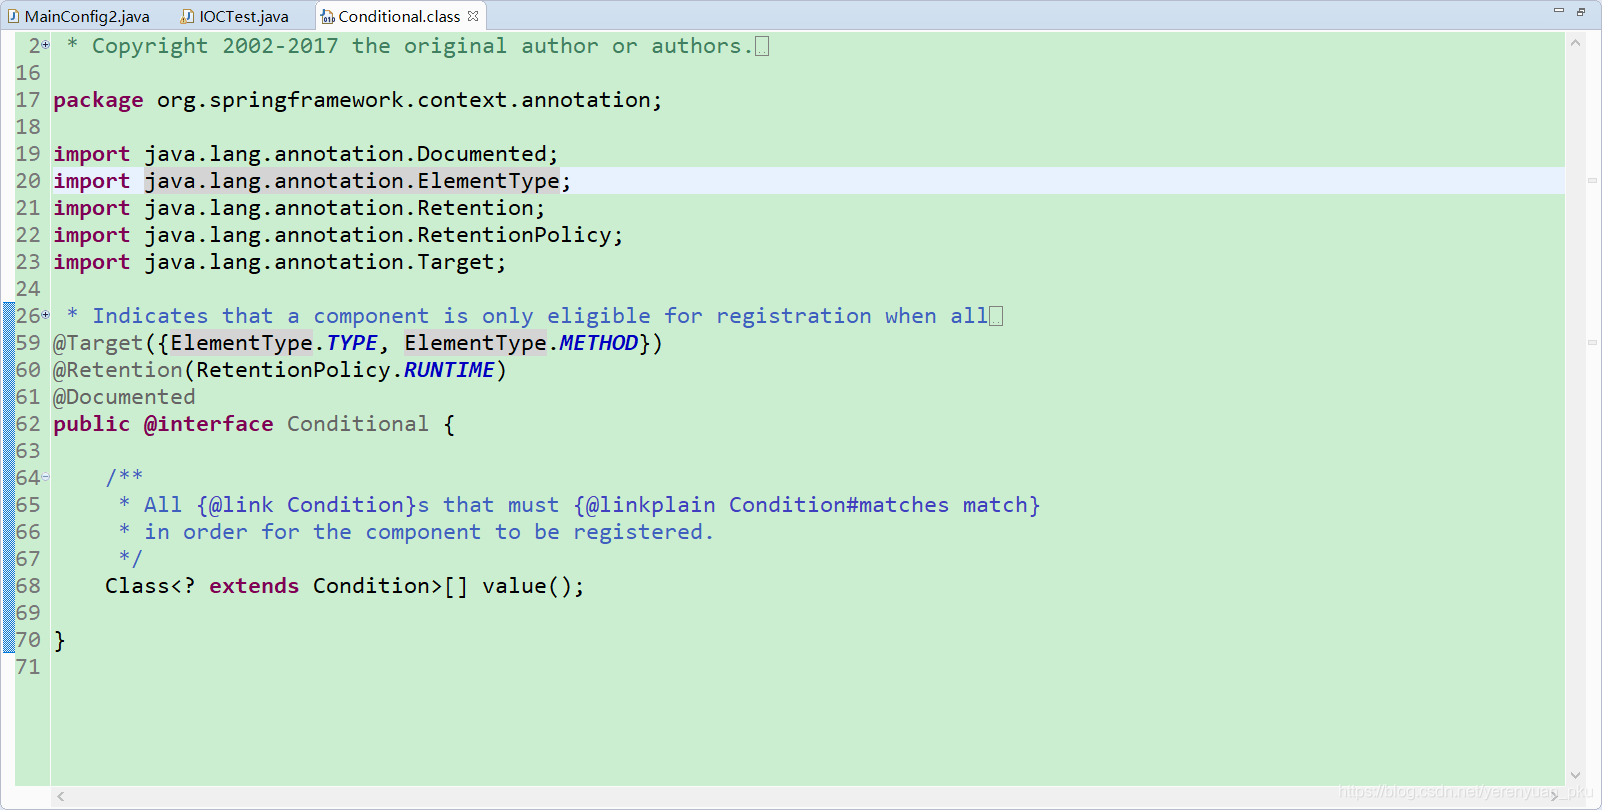 MainConfig2.java IOCTest.java Conditional.class
2 * Copyright 2002-2017 the original author or authors.
16
17 package org.springframework.context.annotation;
18
19 import java.lang.annotation.Documented;
20 import java.lang.annotation.ElementType;
21 import java.lang.annotation.Retention;
22 import java.lang.annotation.RetentionPolicy;
23 import java.lang.annotation.Target;
24
26 * Indicates that a component is only eligible for registration when all
59 @Target({ElementType.TYPE, ElementType.METHOD})
60 @Retention(RetentionPolicy.RUNTIME)
61 @Documented
62 public @interface Conditional {
63
64 /**
65 * All {@link Condition}s that must {@linkplain Condition#matches match}
66 * in order for the component to be registered.
67 */
68 Class<? extends Condition>[] value();
69
70 }
71
https://blog.csdn.net/yerenyuan_pku